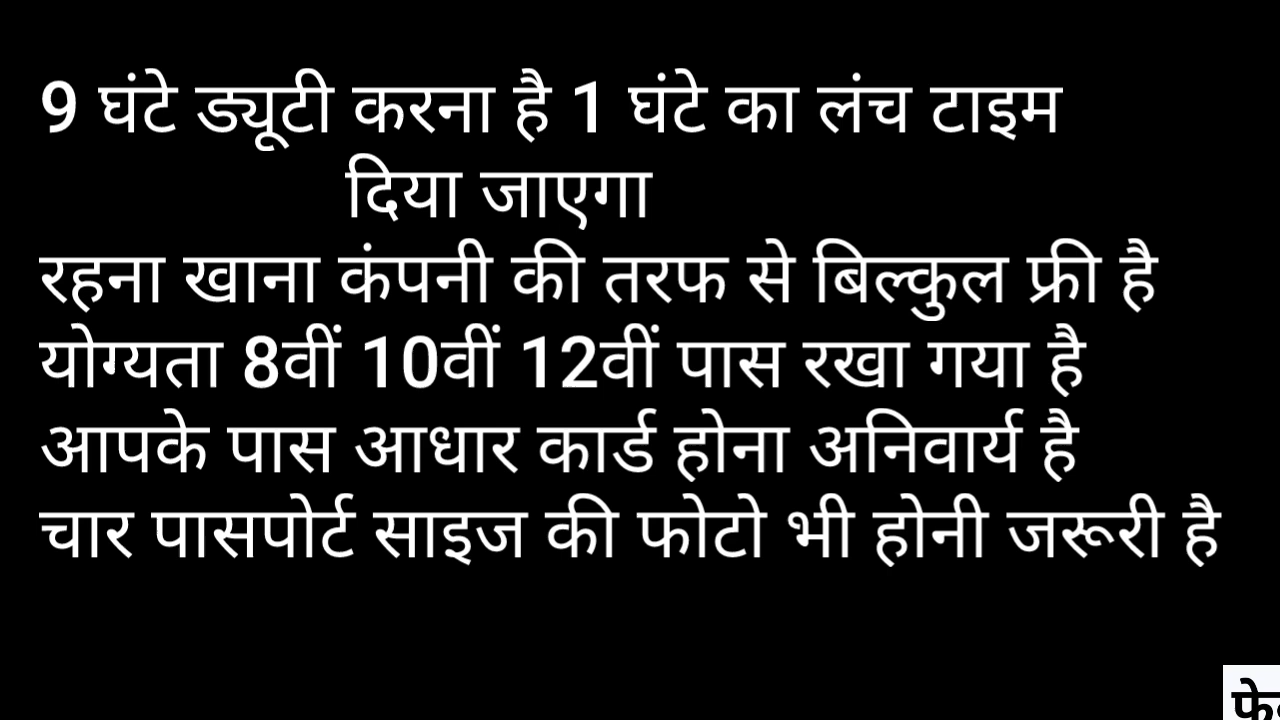 9 घंटे ड्यूटी करना है 1 घंटे का लंच टाइम
दिया जाएगा
रहना खाना कंपनी की तरफ से बिल्कुल फ्री है
योग्यता 8वीं 10वीं 12वीं पास रखा गया है
आपके पास आधार कार्ड होना अनिवार्य है
चार पासपोर्ट साइज की फोटो भी होनी जरूरी है